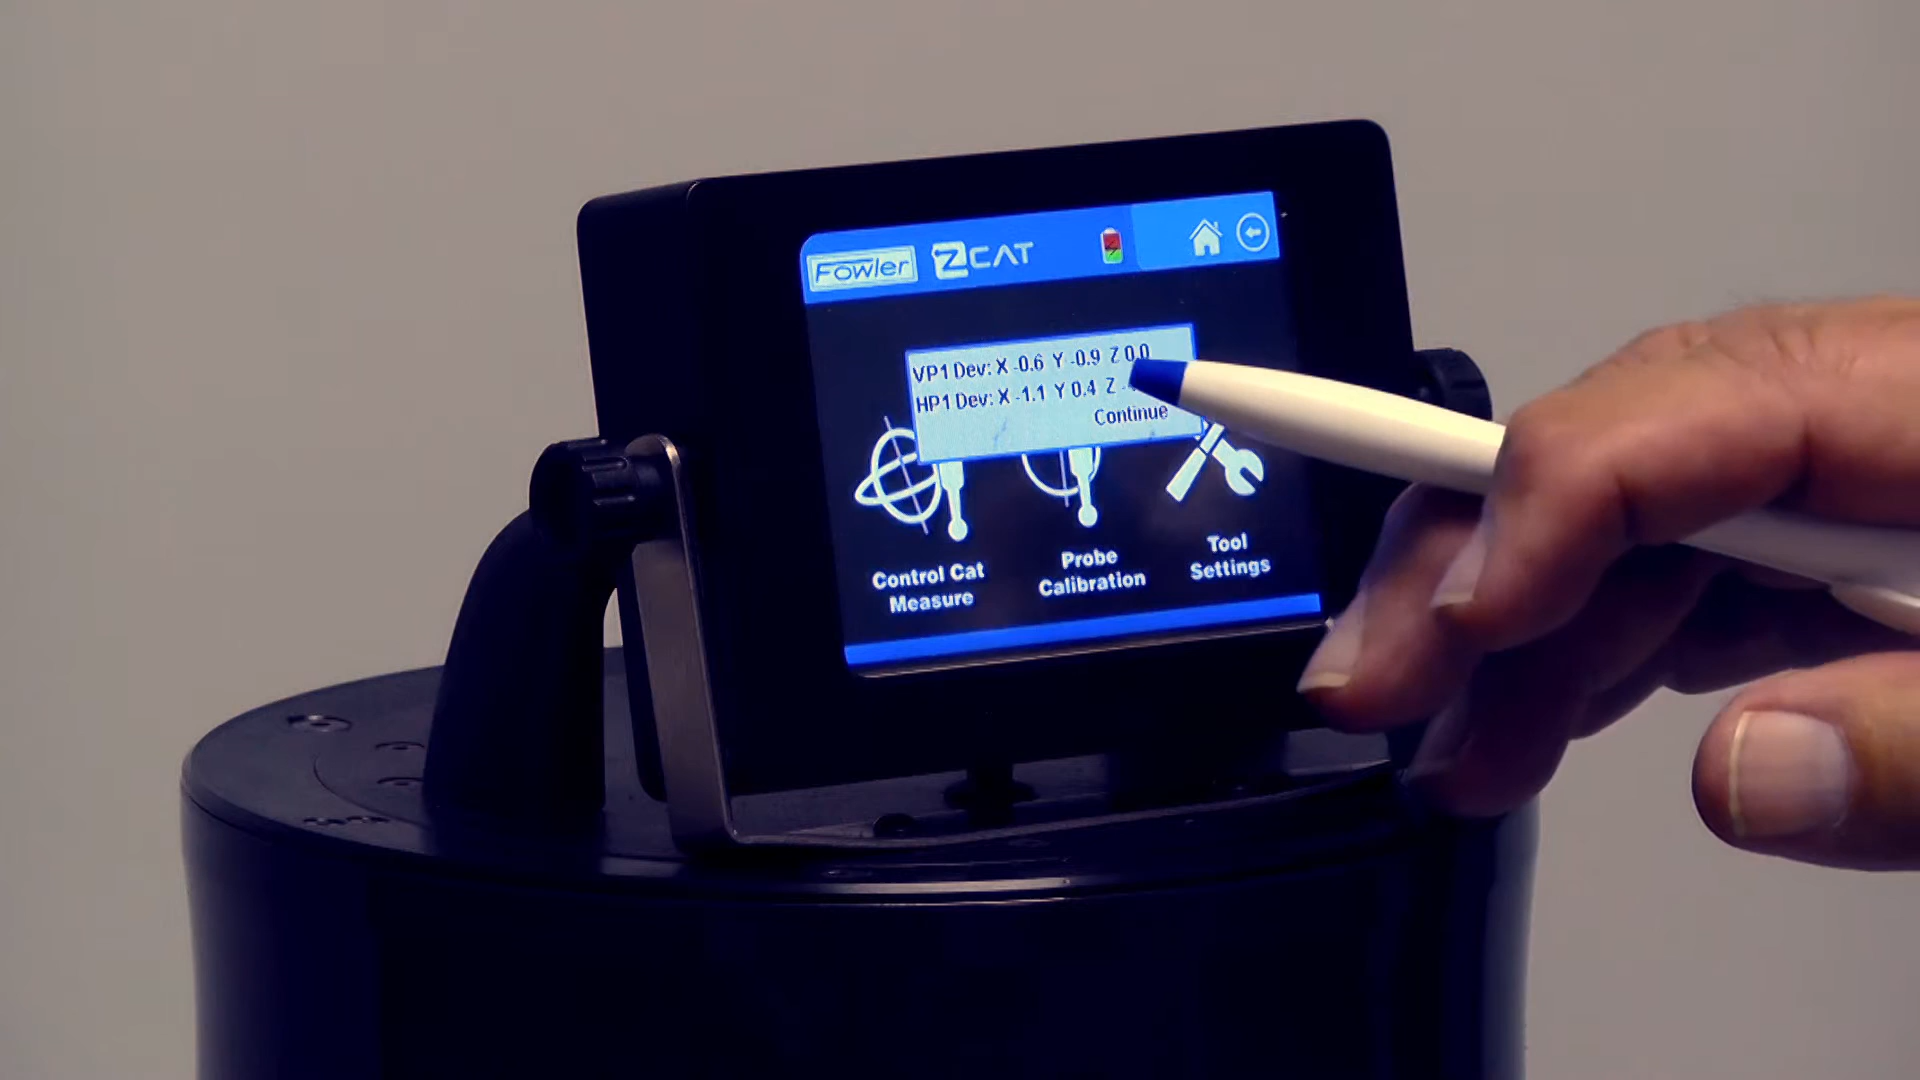 Fowler ZCAT
VP1 Dev: X -0.6 Y -0.9 Z 0.0
HP1 Dev: X -1.1 Y 0.4 Z
Continue
Control Cat
Measure
Probe
Calibration
Tool
Settings